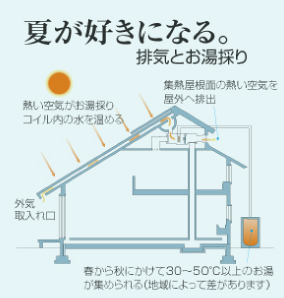 夏が好きになる。
排気とお湯採り
集熱屋根面の熱い空気を
屋外へ排出
熱い空気がお湯採り
コイル内の水を温める
外気
取入れ口
春から秋にかけて30〜50℃以上のお湯
が集められる(地域によって差があります)